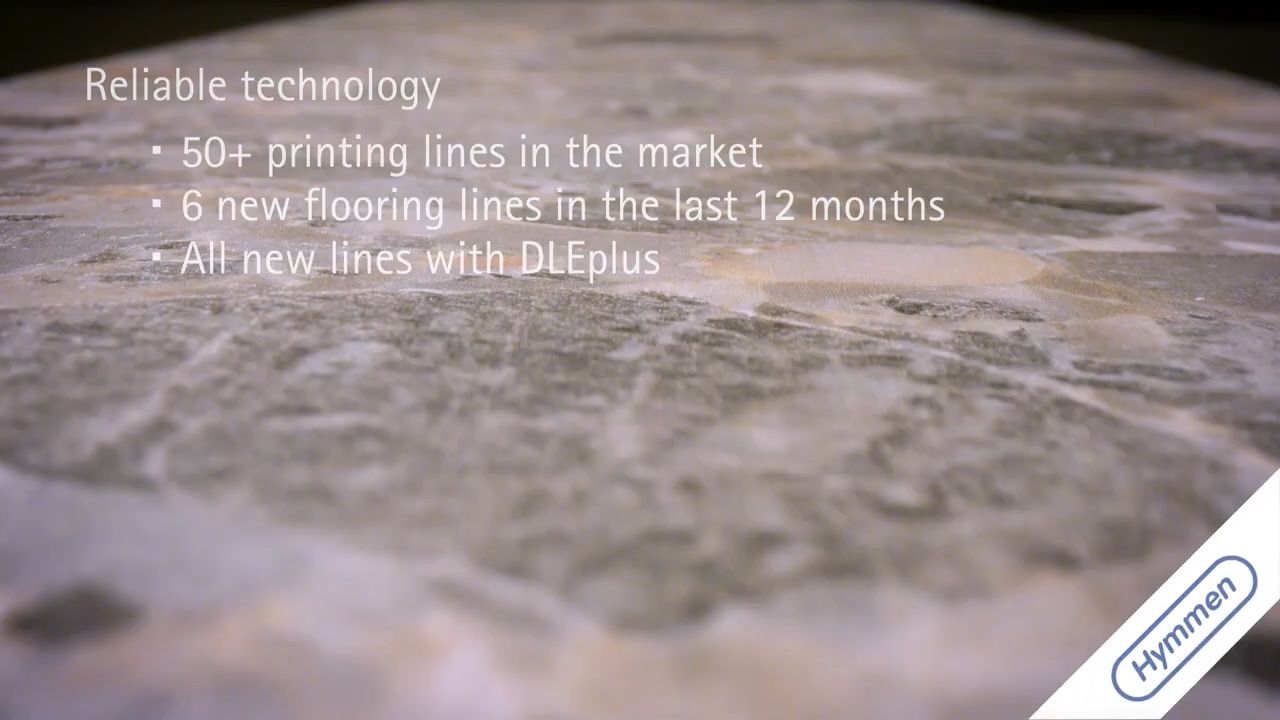 Reliable technology
▪ 50+ printing lines in the market
▪ 6 new flooring lines in the last 12 months
▪ All new lines with DLEplus
Hymmen